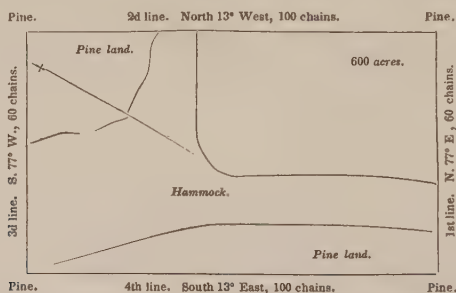 Pine. 2d line. North 13° West, 100 chains. Pine.
Pine land.
600 acres.
3d line. S. 77° W., 60 chains.
1st line. N. 77° E, 60 chains.
Hammock.
Pine land.
Pine. 4th line. South 13° East, 100 chains. Pine.